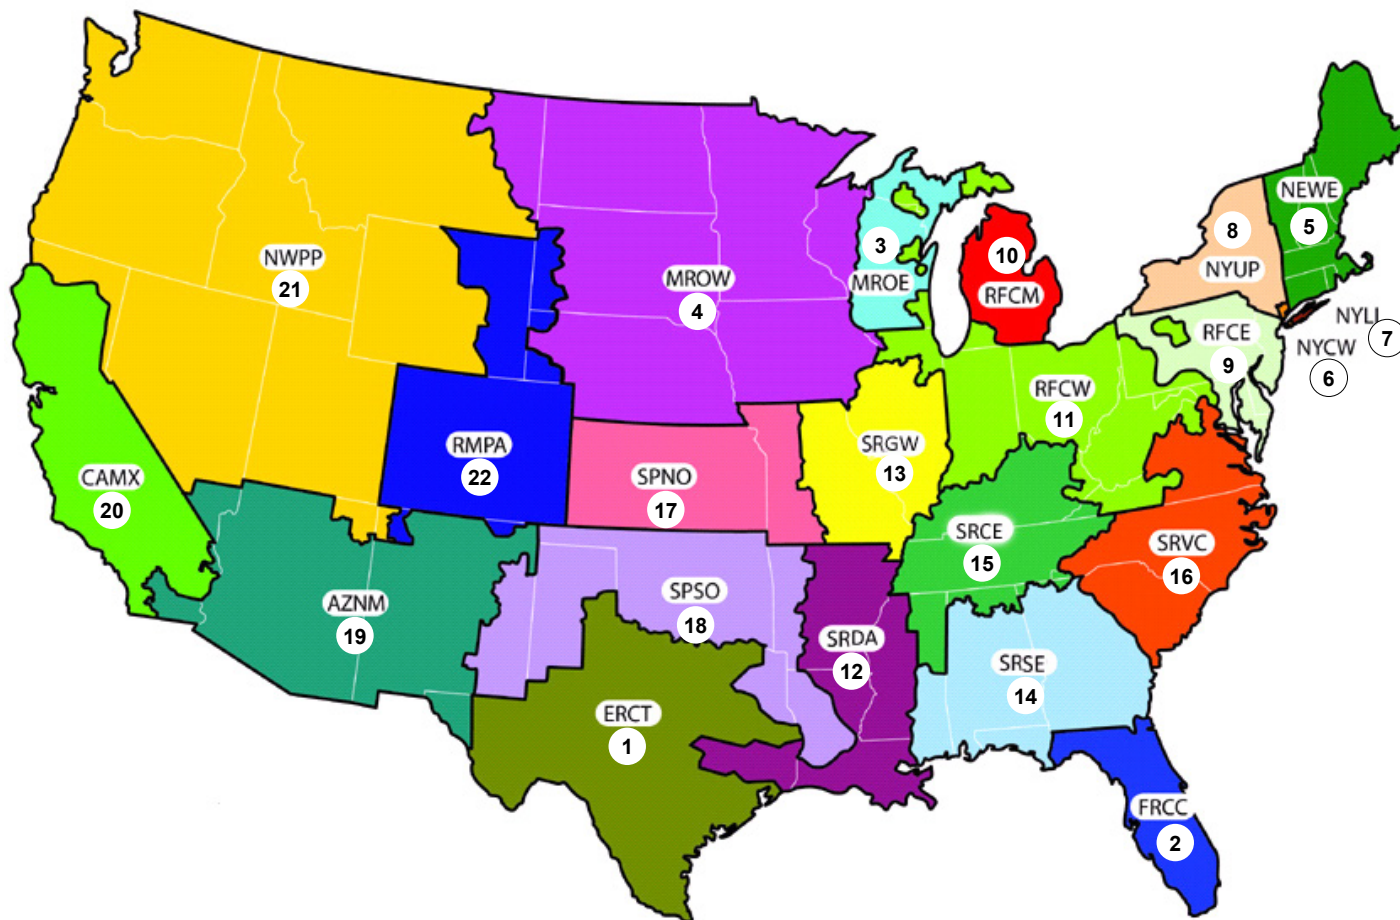 NEWE
5
8
NYUP
3
MROE
10
RFCM
NWPP
21
MROW
4
NYLI
7
RFCE
9
NYCW
6
RFCW
11
RMPA
22
SRGW
13
CAMX
20
SPNO
17
SRCE
15
SRVC
16
AZNM
19
SPSO
18
SRDA
12
SRSE
14
ERCT
1
FRCC
2